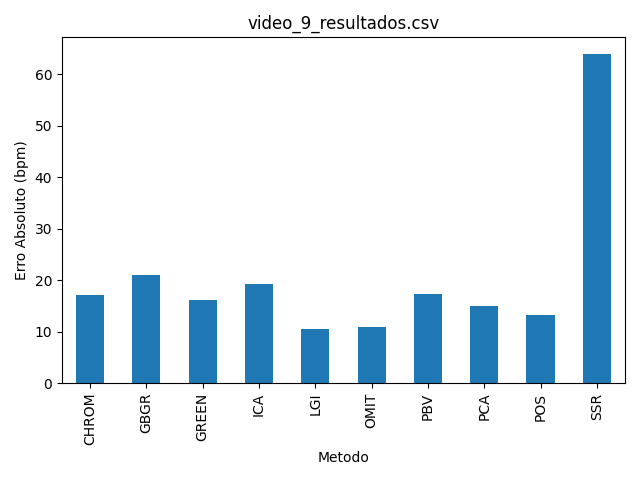 video_9_resultados.csv
Erro Absoluto (bpm)
60
50
40
30
20
10
0
CHROM
GBGR
GREEN
ICA
LGI
OMIT
PBV
PCA
POS
SSR
Metodo